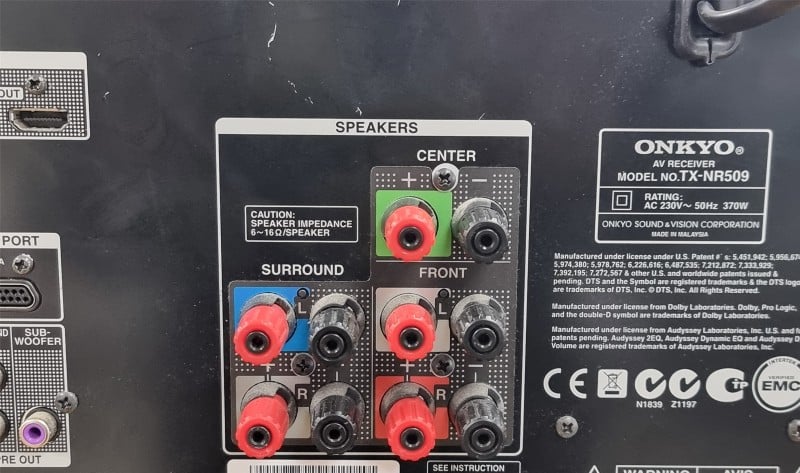 OUT
SPEAKERS
CENTER
+ −
CAUTION:
SPEAKER IMPEDANCE
6~16Ω/SPEAKER
SURROUND
FRONT
L
L
+ − + −
R
R
PORT
SUB-
WOOFER
PRE OUT
SEE INSTRUCTION
ONKYO®
AV RECEIVER
MODEL NO.TX-NR509
RATING:
AC 230V~ 50Hz 370W
ONKYO SOUND & VISION CORPORATION
MADE IN MALAYSIA
Manufactured under license under U.S. Patent #'s: 5,451,942; 5,956,674;
5,974,380; 5,978,762; 6,226,616; 6,487,535; 7,212,872; 7,333,929;
7,392,195; 7,272,567 & other U.S. and worldwide patents issued &
pending. DTS and the Symbol are registered trademarks & the DTS logo
are trademarks of DTS, Inc. © DTS, Inc. All Rights Reserved.
Manufactured under license from Dolby Laboratories. Dolby, Pro Logic,
and the double-D symbol are trademarks of Dolby Laboratories.
Manufactured under license from Audyssey Laboratories, Inc. U.S. and
patents pending. Audyssey 2EQ, Audyssey Dynamic EQ and Audyssey
Volume are registered trademarks of Audyssey Laboratories, Inc.
CE
N1839 Z1197
VERIFIED
EMC
WARNING
AVIS